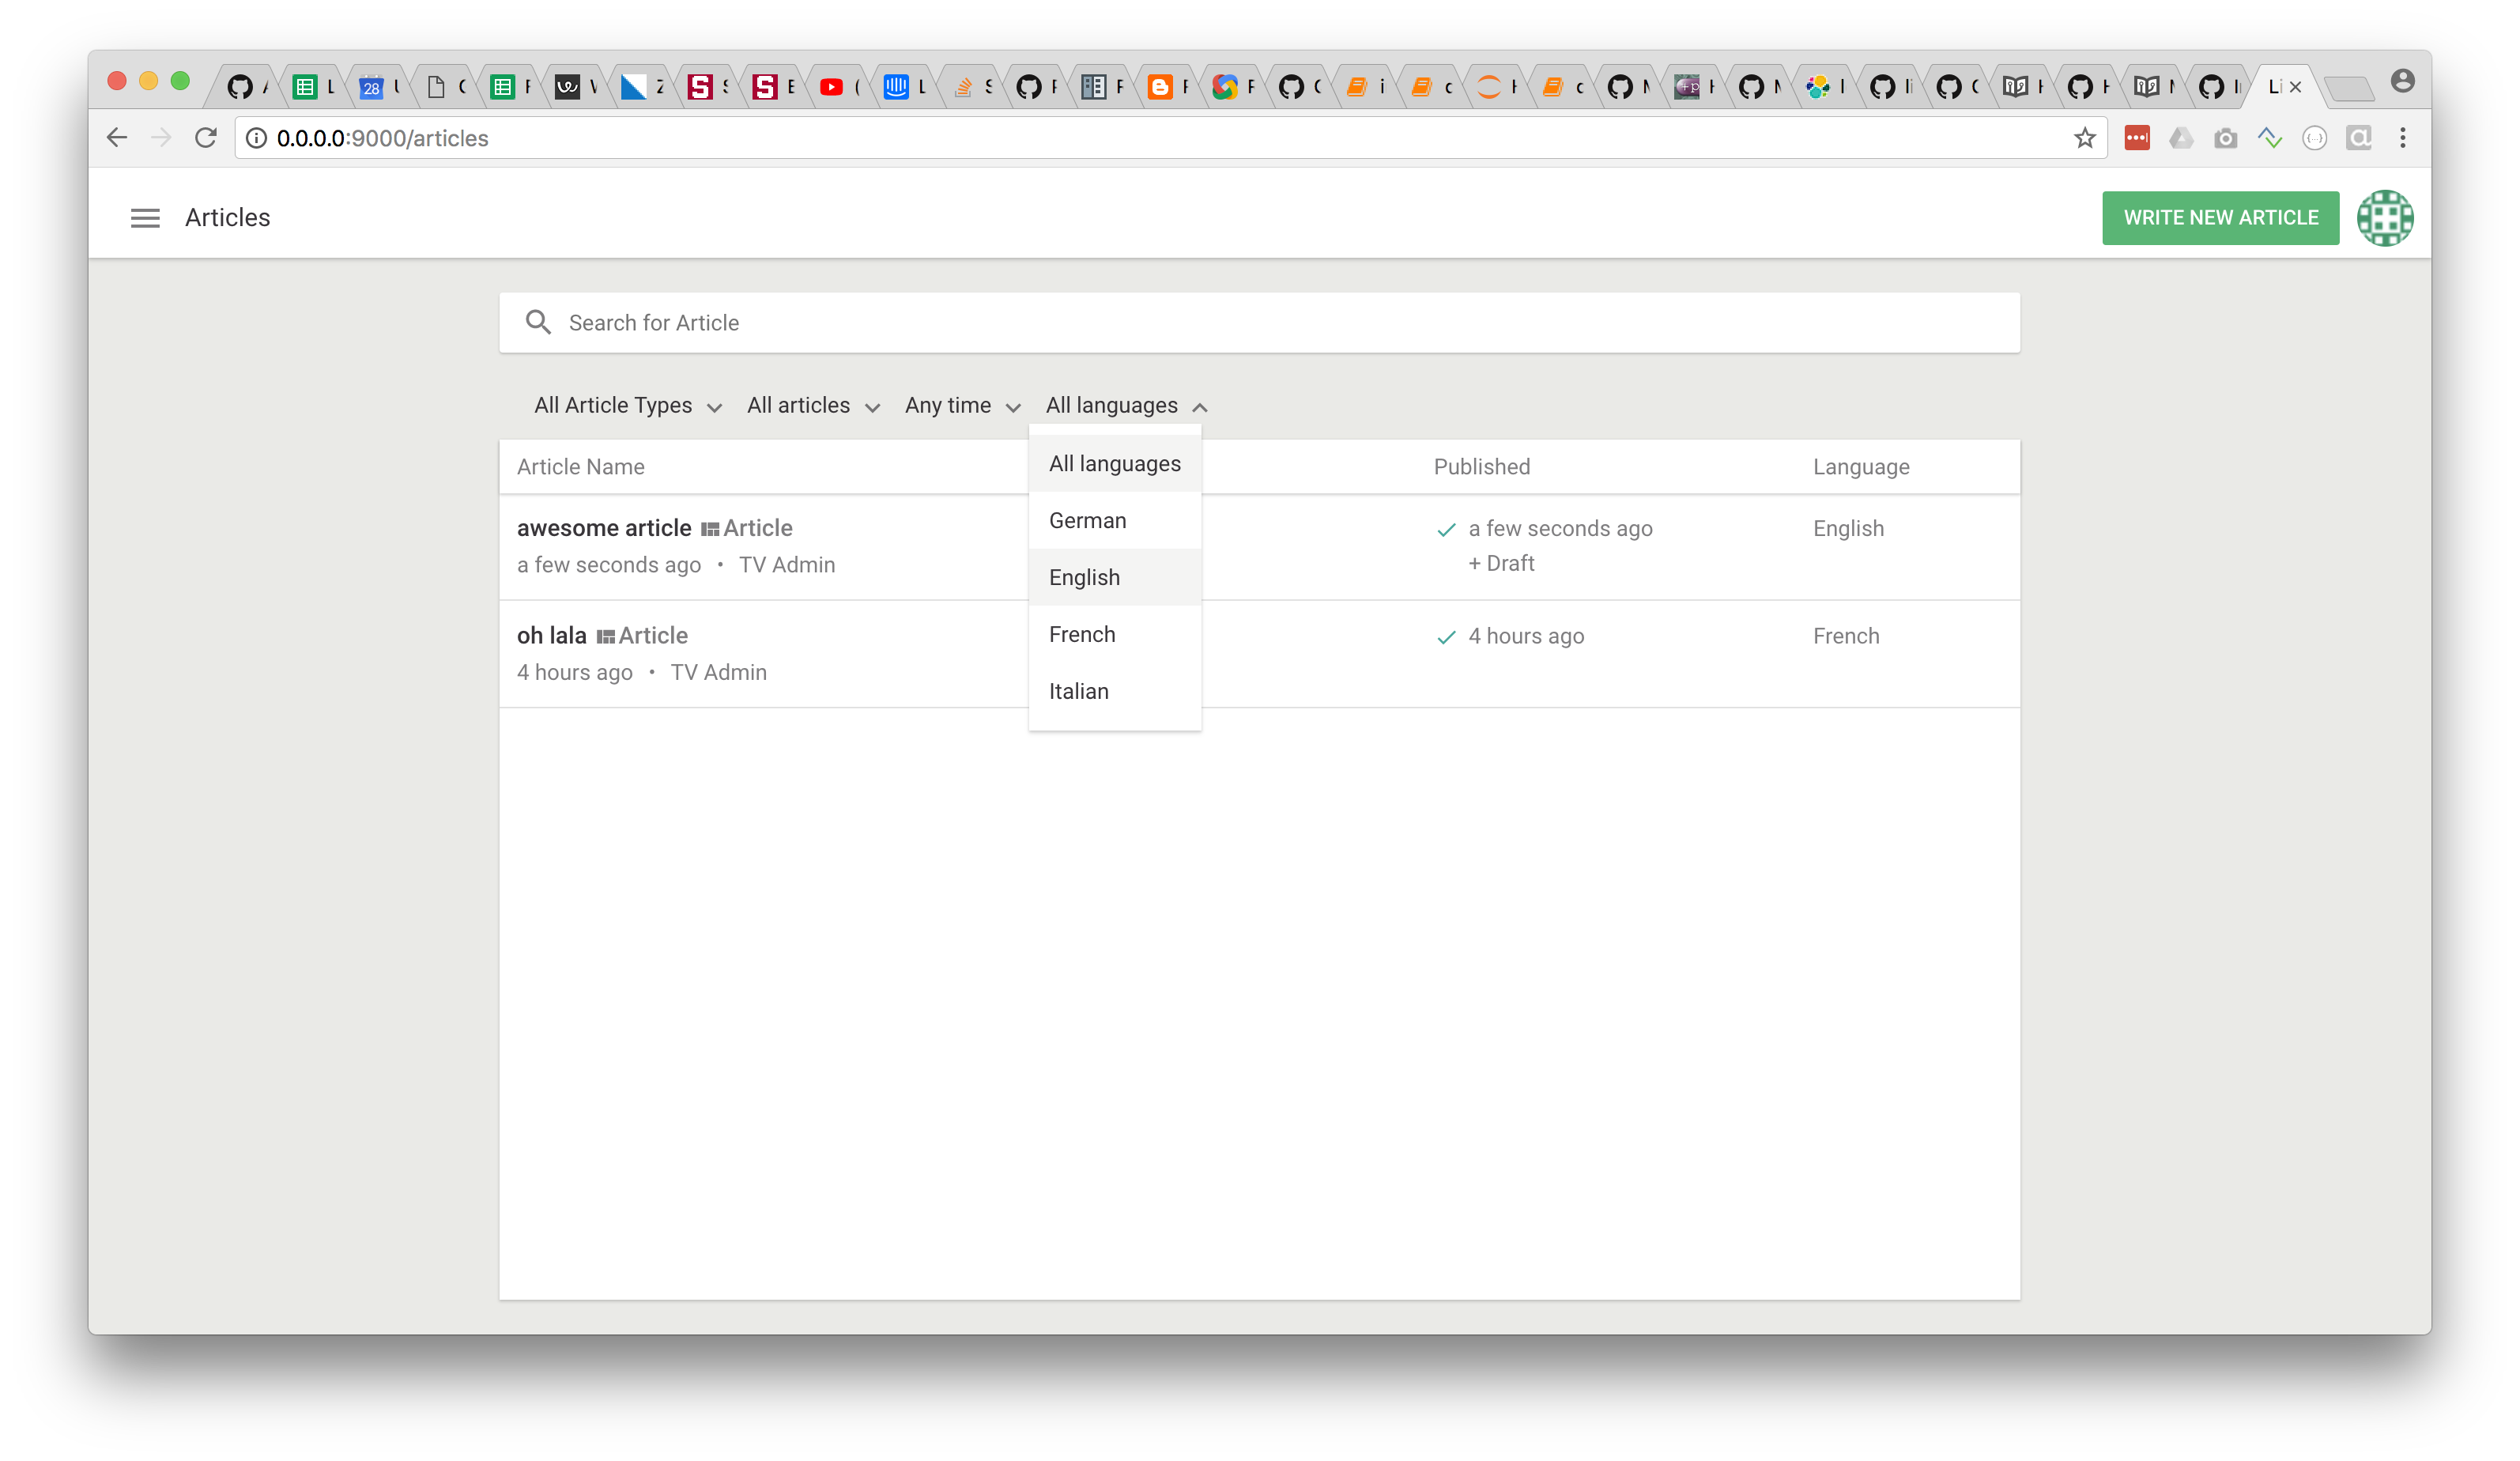 28
Li
0.0.0.0:9000/articles
Articles
WRITE NEW ARTICLE
Search for Article
All Article Types All articles Any time All languages
All languages
German
English
French
Italian
Article Name Published Language
awesome article Article a few seconds ago English
a few seconds ago • TV Admin + Draft
oh lala Article 4 hours ago French
4 hours ago • TV Admin